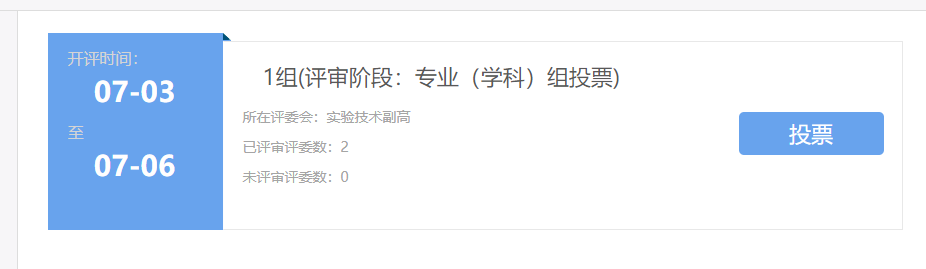 开评时间：
07-03
至
07-06
1组(评审阶段：专业（学科）组投票)
所在评委会：实验技术副高
已评审评委数：2
未评审评委数：0
投票